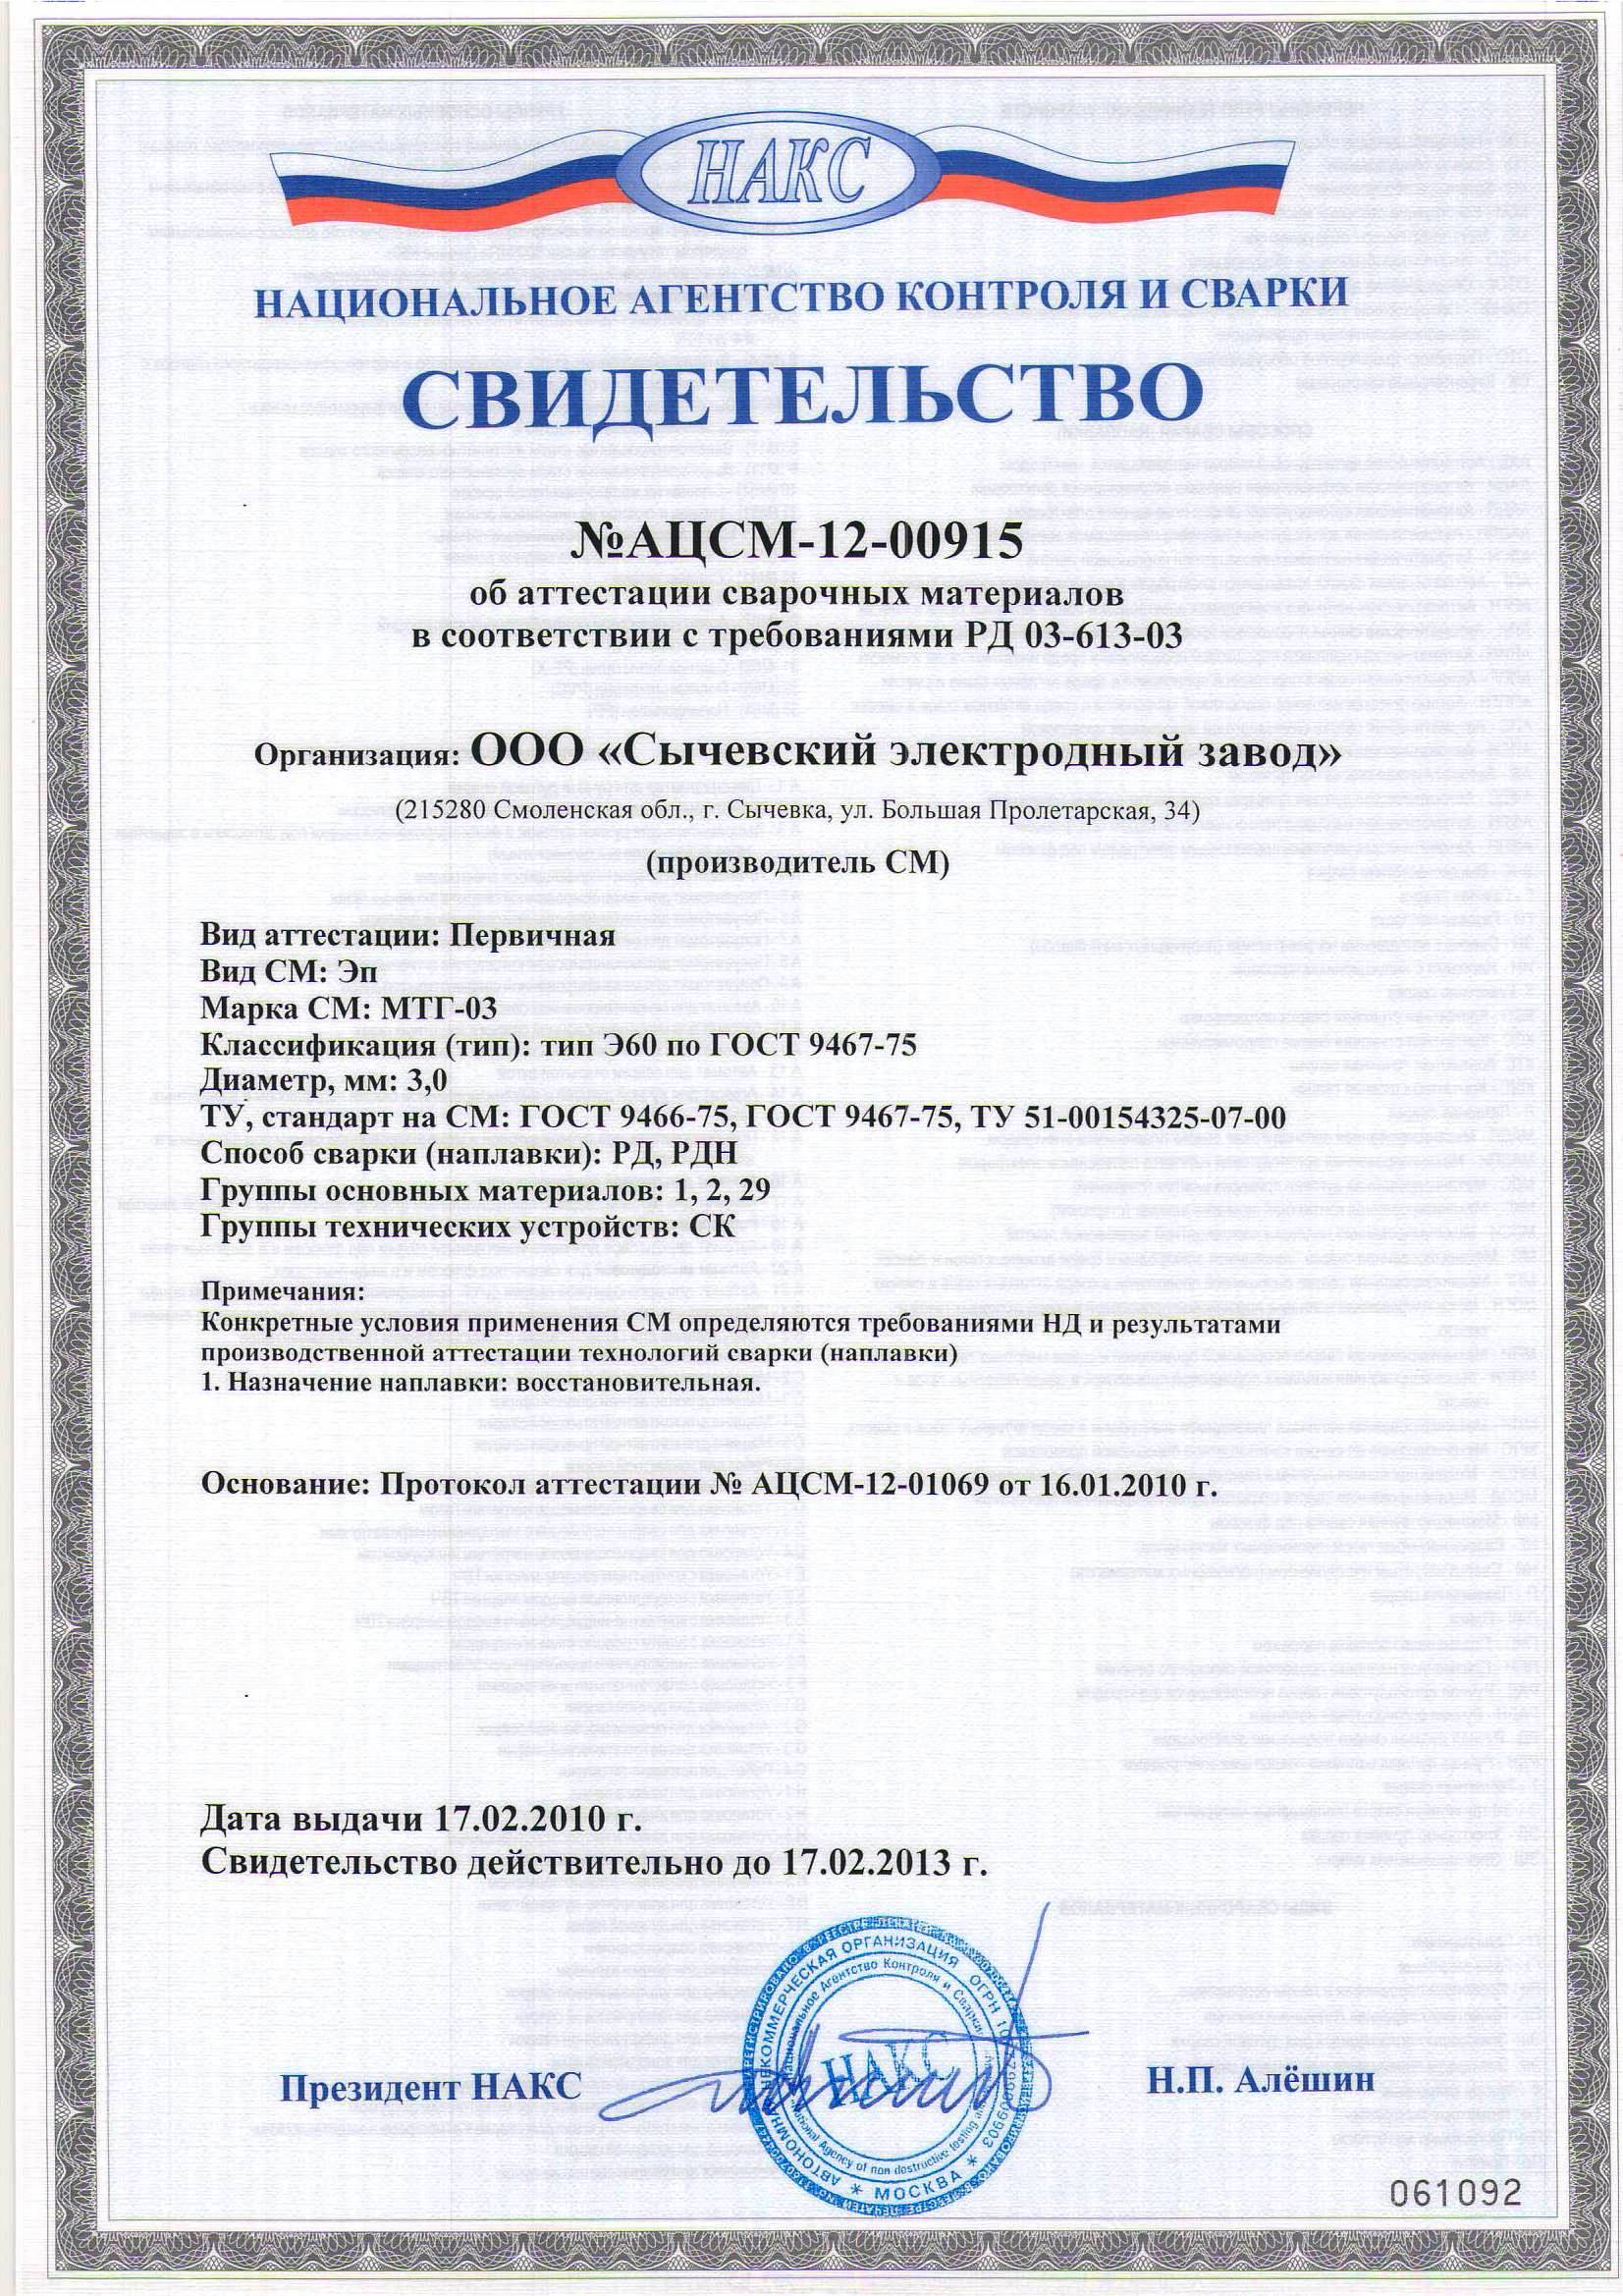 НАКС
НАЦИОНАЛЬНОЕ АГЕНТСТВО КОНТРОЛЯ И СВАРКИ
СВИДЕТЕЛЬСТВО
№АЦСМ-12-00915
об аттестации сварочных материалов
в соответствии с требованиями РД 03-613-03
Организация: ООО «Сычевский электродный завод»
(215280 Смоленская обл., г. Сычевка, ул. Большая Пролетарская, 34)
(производитель СМ)
Вид аттестации: Первичная
Вид СМ: Эп
Марка СМ: МТГ-03
Классификация (тип): тип Э60 по ГОСТ 9467-75
Диаметр, мм: 3,0
ТУ, стандарт на СМ: ГОСТ 9466-75, ГОСТ 9467-75, ТУ 51-00154325-07-00
Способ сварки (наплавки): РД, РДН
Группы основных материалов: 1, 2, 29
Группы технических устройств: СК
Примечания:
Конкретные условия применения СМ определяются требованиями НД и результатами
производственной аттестации технологий сварки (наплавки)
1. Назначение наплавки: восстановительная.
Основание: Протокол аттестации № АЦСМ-12-01069 от 16.01.2010 г.
Дата выдачи 17.02.2010 г.
Свидетельство действительно до 17.02.2013 г.
АВТОНОМНАЯ НЕКОММЕРЧЕСКАЯ ОРГАНИЗАЦИЯ ОГРН
Национальное Агентство Контроля и Сварки
National Agency of non destructive testing
НАКС
* МОСКВА *
Президент НАКС
Н.П. Алёшин
061092